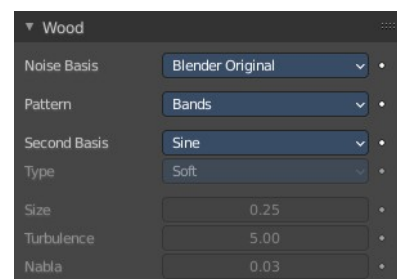 Wood
Noise Basis Blender Original
Pattern Bands
Second Basis Sine
Type Soft
Size 0.25
Turbulence 5.00
Nabla 0.03